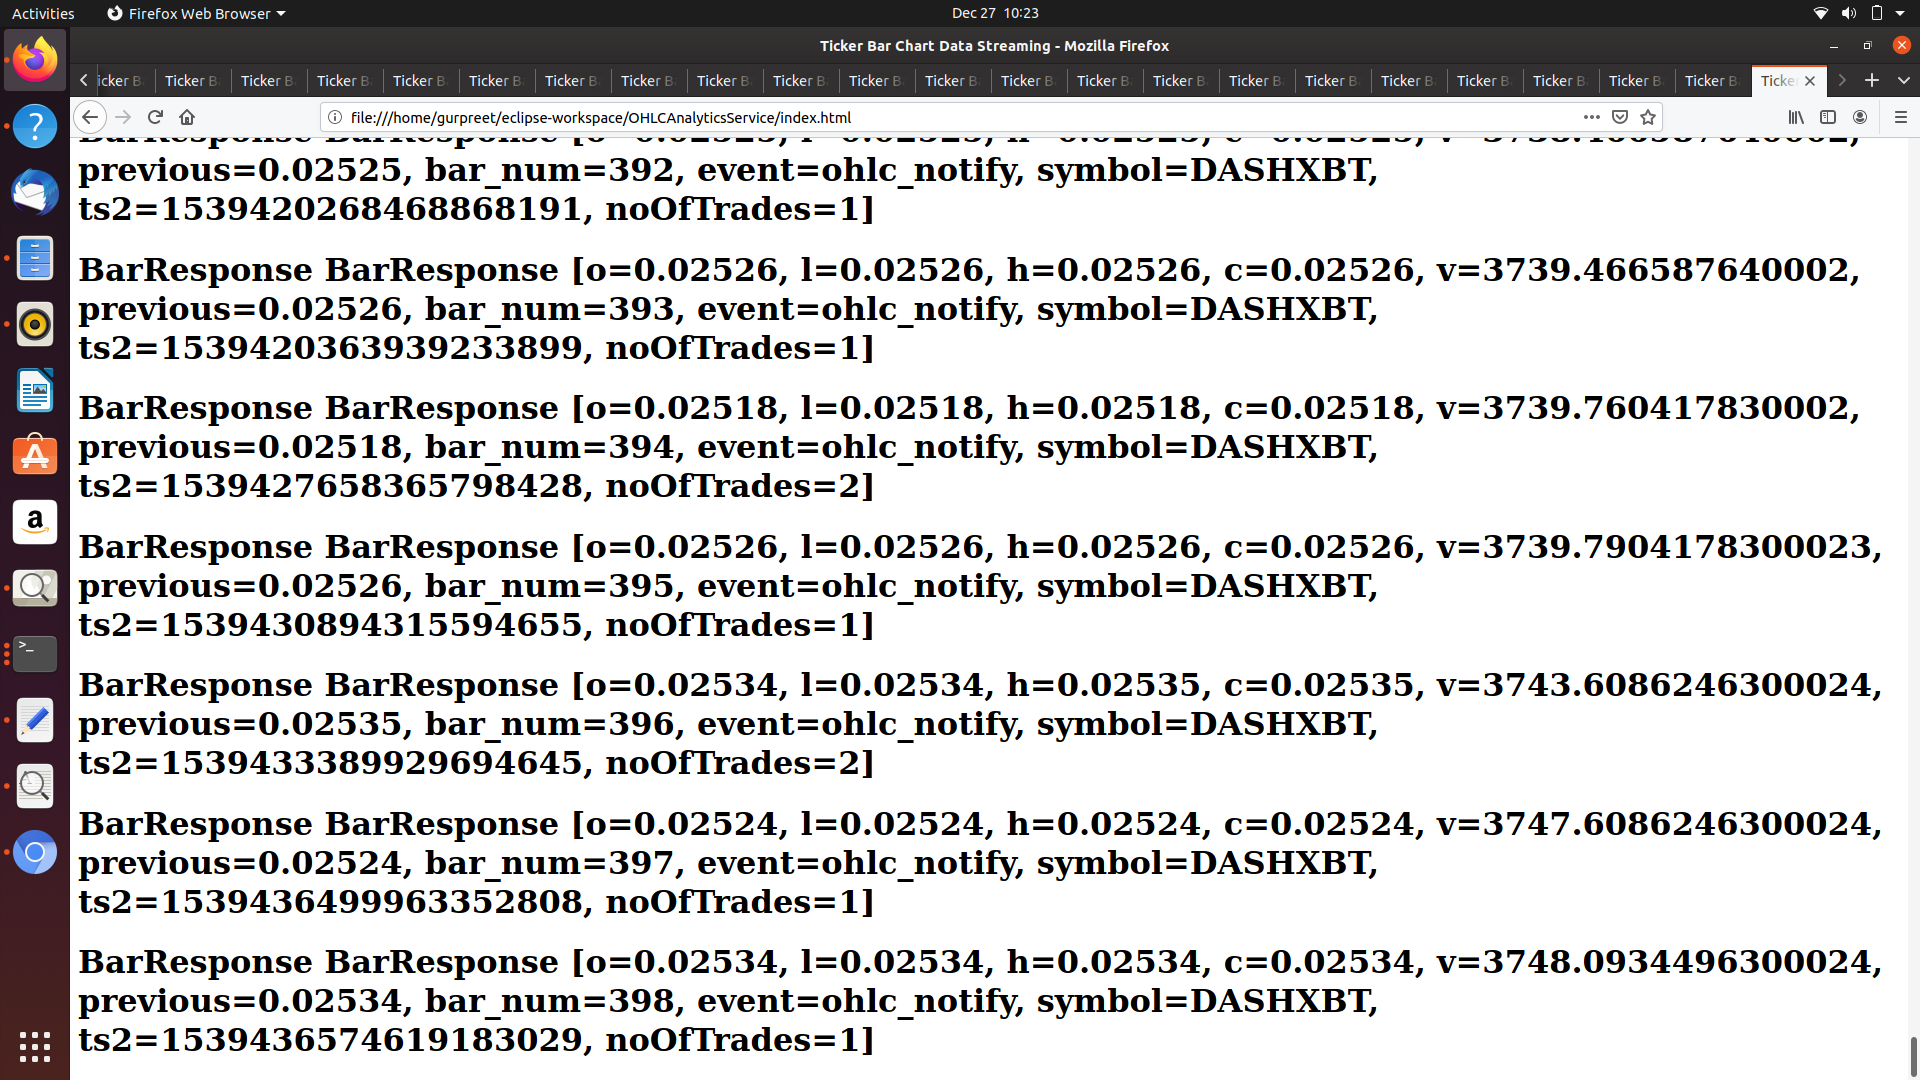 Activities
Firefox Web Browser
Dec 27 10:23
Ticker Bar Chart Data Streaming - Mozilla Firefox
icker B Ticker B Ticker B Ticker B Ticker B Ticker B Ticker B Ticker B Ticker B Ticker B Ticker B Ticker B Ticker B Ticker B Ticker B Ticker B Ticker B Ticker B Ticker B Ticker B Ticker B Ticker B Ticke
file:///home/gurpreet/eclipse-workspace/OHLCAnalyticsService/index.html
previous=0.02525, bar_num=392, event=ohlc_notify, symbol=DASHXBT,
ts2=1539420268468868191, noOfTrades=1]
BarResponse BarResponse [o=0.02526, l=0.02526, h=0.02526, c=0.02526, v=3739.466587640002,
previous=0.02526, bar_num=393, event=ohlc_notify, symbol=DASHXBT,
ts2=1539420363939233899, noOfTrades=1]
BarResponse BarResponse [o=0.02518, l=0.02518, h=0.02518, c=0.02518, v=3739.760417830002,
previous=0.02518, bar_num=394, event=ohlc_notify, symbol=DASHXBT,
ts2=1539427658365798428, noOfTrades=2]
BarResponse BarResponse [o=0.02526, l=0.02526, h=0.02526, c=0.02526, v=3739.7904178300023,
previous=0.02526, bar_num=395, event=ohlc_notify, symbol=DASHXBT,
ts2=1539430894315594655, noOfTrades=1]
BarResponse BarResponse [o=0.02534, l=0.02534, h=0.02535, c=0.02535, v=3743.6086246300024,
previous=0.02535, bar_num=396, event=ohlc_notify, symbol=DASHXBT,
ts2=1539433389929694645, noOfTrades=2]
BarResponse BarResponse [o=0.02524, l=0.02524, h=0.02524, c=0.02524, v=3747.6086246300024,
previous=0.02524, bar_num=397, event=ohlc_notify, symbol=DASHXBT,
ts2=1539436499963352808, noOfTrades=1]
BarResponse BarResponse [o=0.02534, l=0.02534, h=0.02534, c=0.02534, v=3748.0934496300024,
previous=0.02534, bar_num=398, event=ohlc_notify, symbol=DASHXBT,
ts2=1539436574619183029, noOfTrades=1]